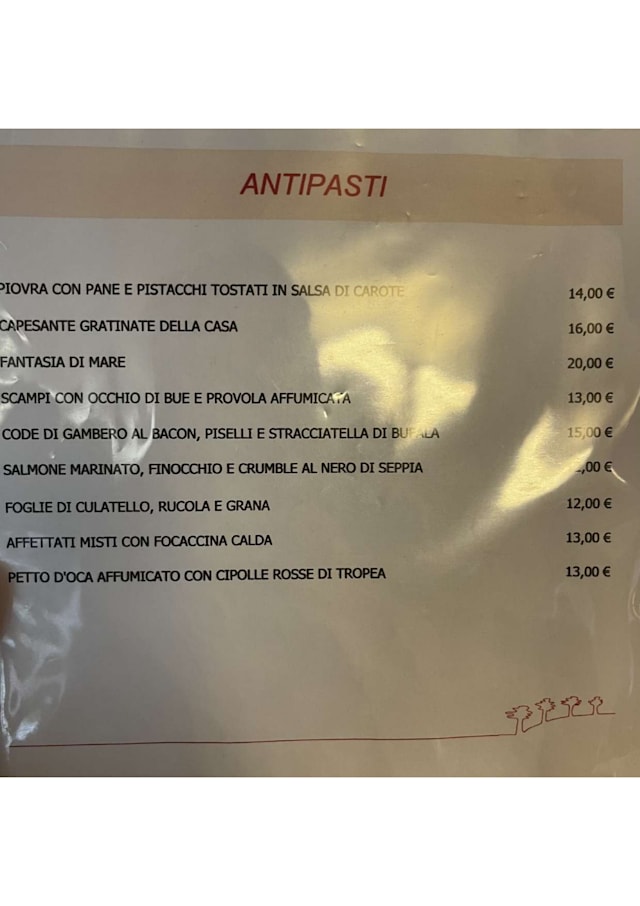 ANTIPASTI
PIOVRA CON PANE E PISTACCHI TOSTATI IN SALSA DI CAROTE 14,00 €
CAPESANTE GRATINATE DELLA CASA 16,00 €
FANTASIA DI MARE 20,00 €
SCAMPI CON OCCHIO DI BUE E PROVOLA AFFUMICATA 13,00 €
CODE DI GAMBERO AL BACON, PISELLI E STRACCIATELLA DI BUFALA 15,00 €
SALMONE MARINATO, FINOCCHIO E CRUMBLE AL NERO DI SEPPIA €
FOGLIE DI CULATELLO, RUCOLA E GRANA 12,00 €
AFFETTATI MISTI CON FOCACCINA CALDA 13,00 €
PETTO D'OCA AFFUMICATO CON CIPOLLE ROSSE DI TROPEA 13,00 €